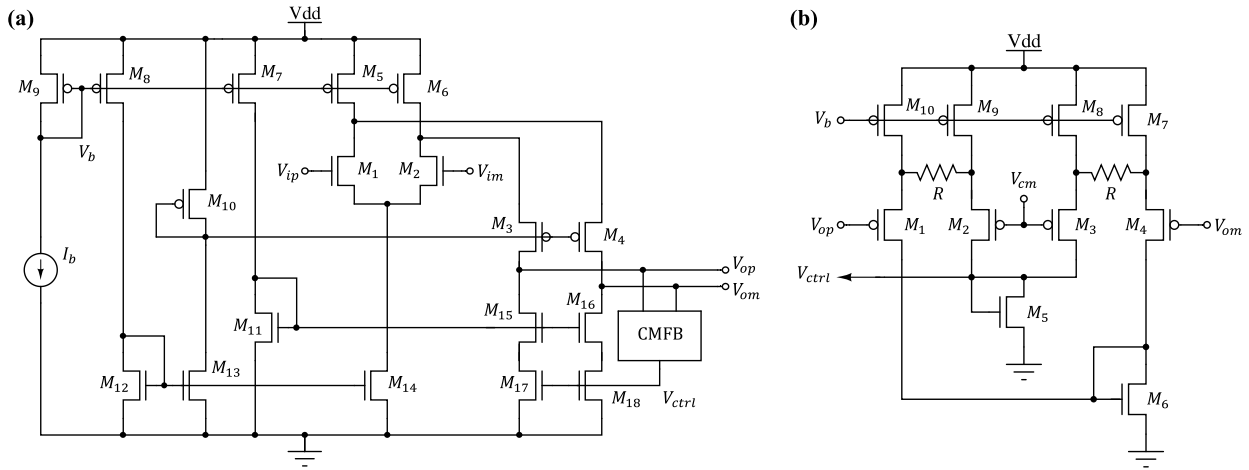 (a)
Vdd
M9
M8
M7
M5
M6
Vb
Vip
M1
M2
Vim
M10
M3
M4
Ib
Vop
Vom
M11
M15
M16
CMFB
M12
M13
M14
M17
M18
Vctrl
(b)
Vdd
Vb
M10
M9
M8
M7
R
R
Vcm
Vop
M1
M2
M3
M4
Vom
Vctrl
M5
M6